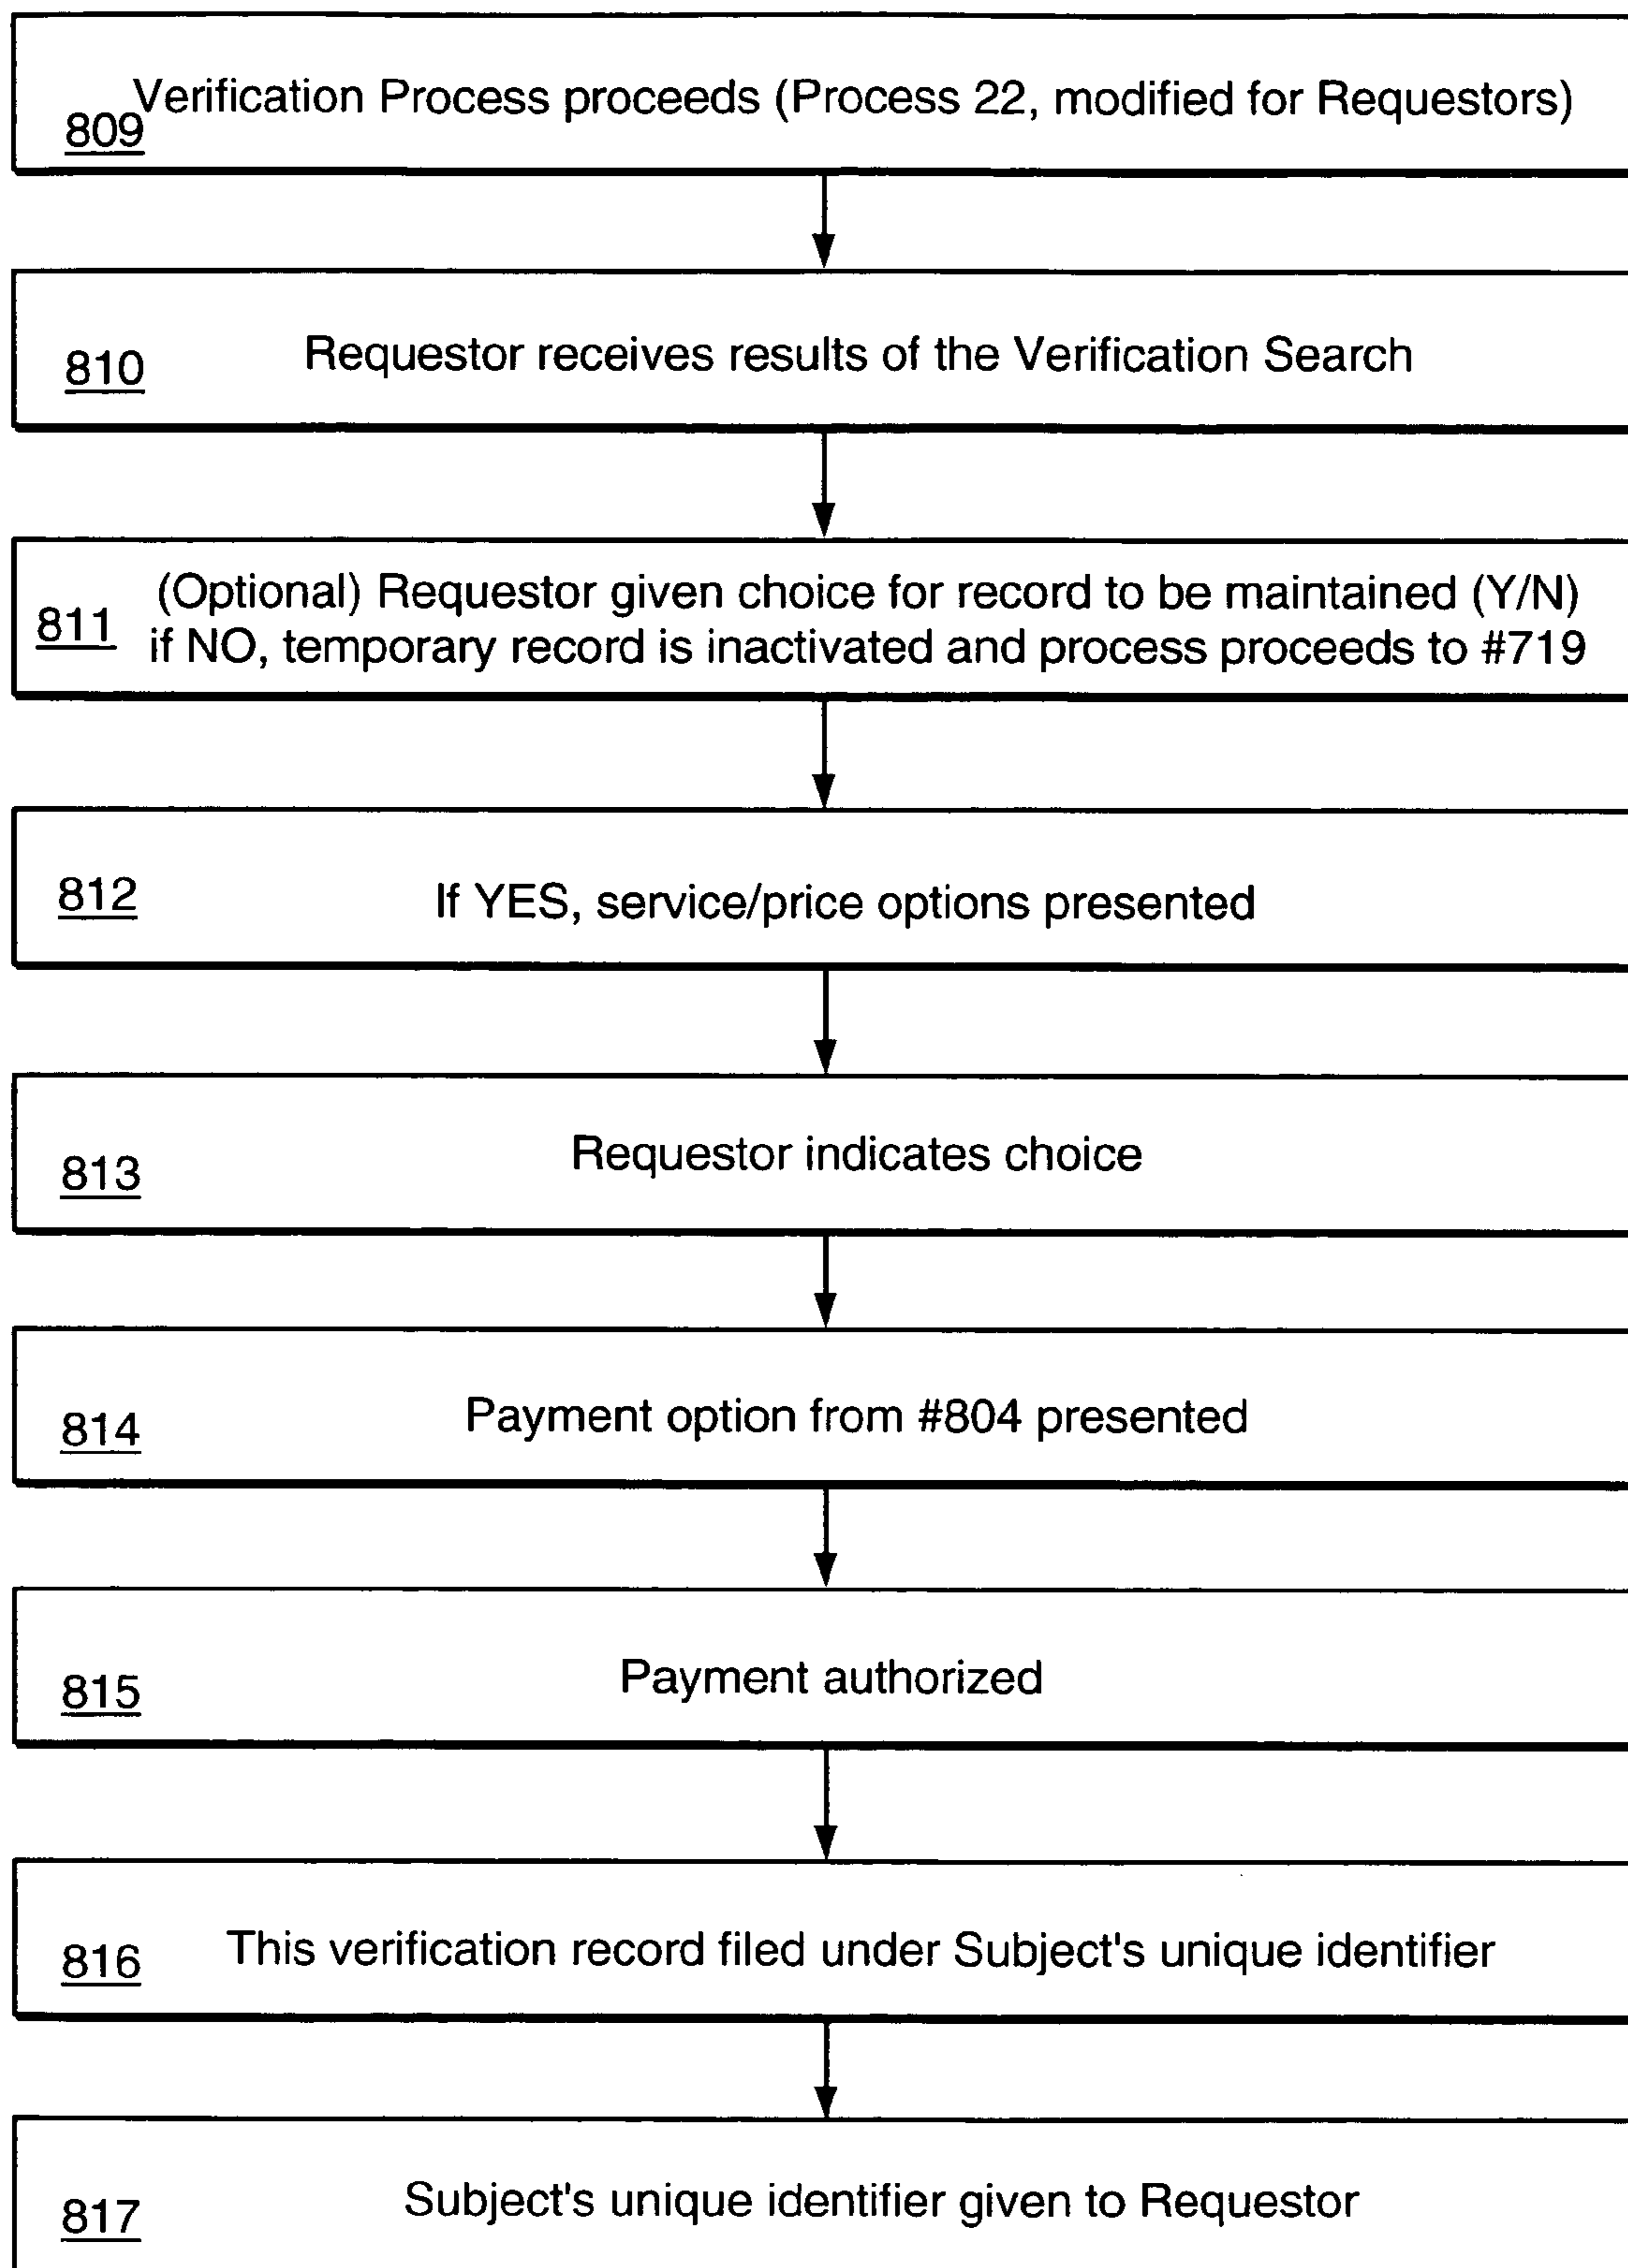 Verification Process proceeds (Process 22, modified for Requestors)
809
Requestor receives results of the Verification Search
810
(Optional) Requestor given choice for record to be maintained (Y/N)
811
if NO, temporary record is inactivated and process proceeds to #719
812
If YES, service/price options presented
Requestor indicates choice
813
Payment option from #804 presented
814
Payment authorized
815
This verification record filed under Subject's unique identifier
816
Subject's unique identifier given to Requestor
817